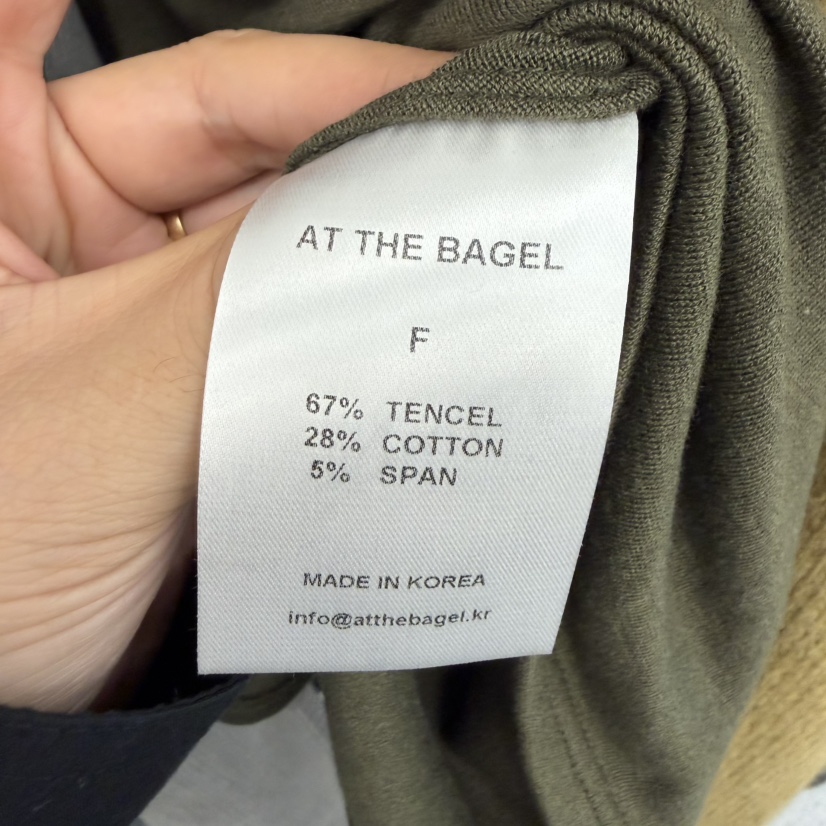 AT THE BAGEL
F
67% TENCEL
28% COTTON
5% SPAN
MADE IN KOREA
info@atthebagel.kr